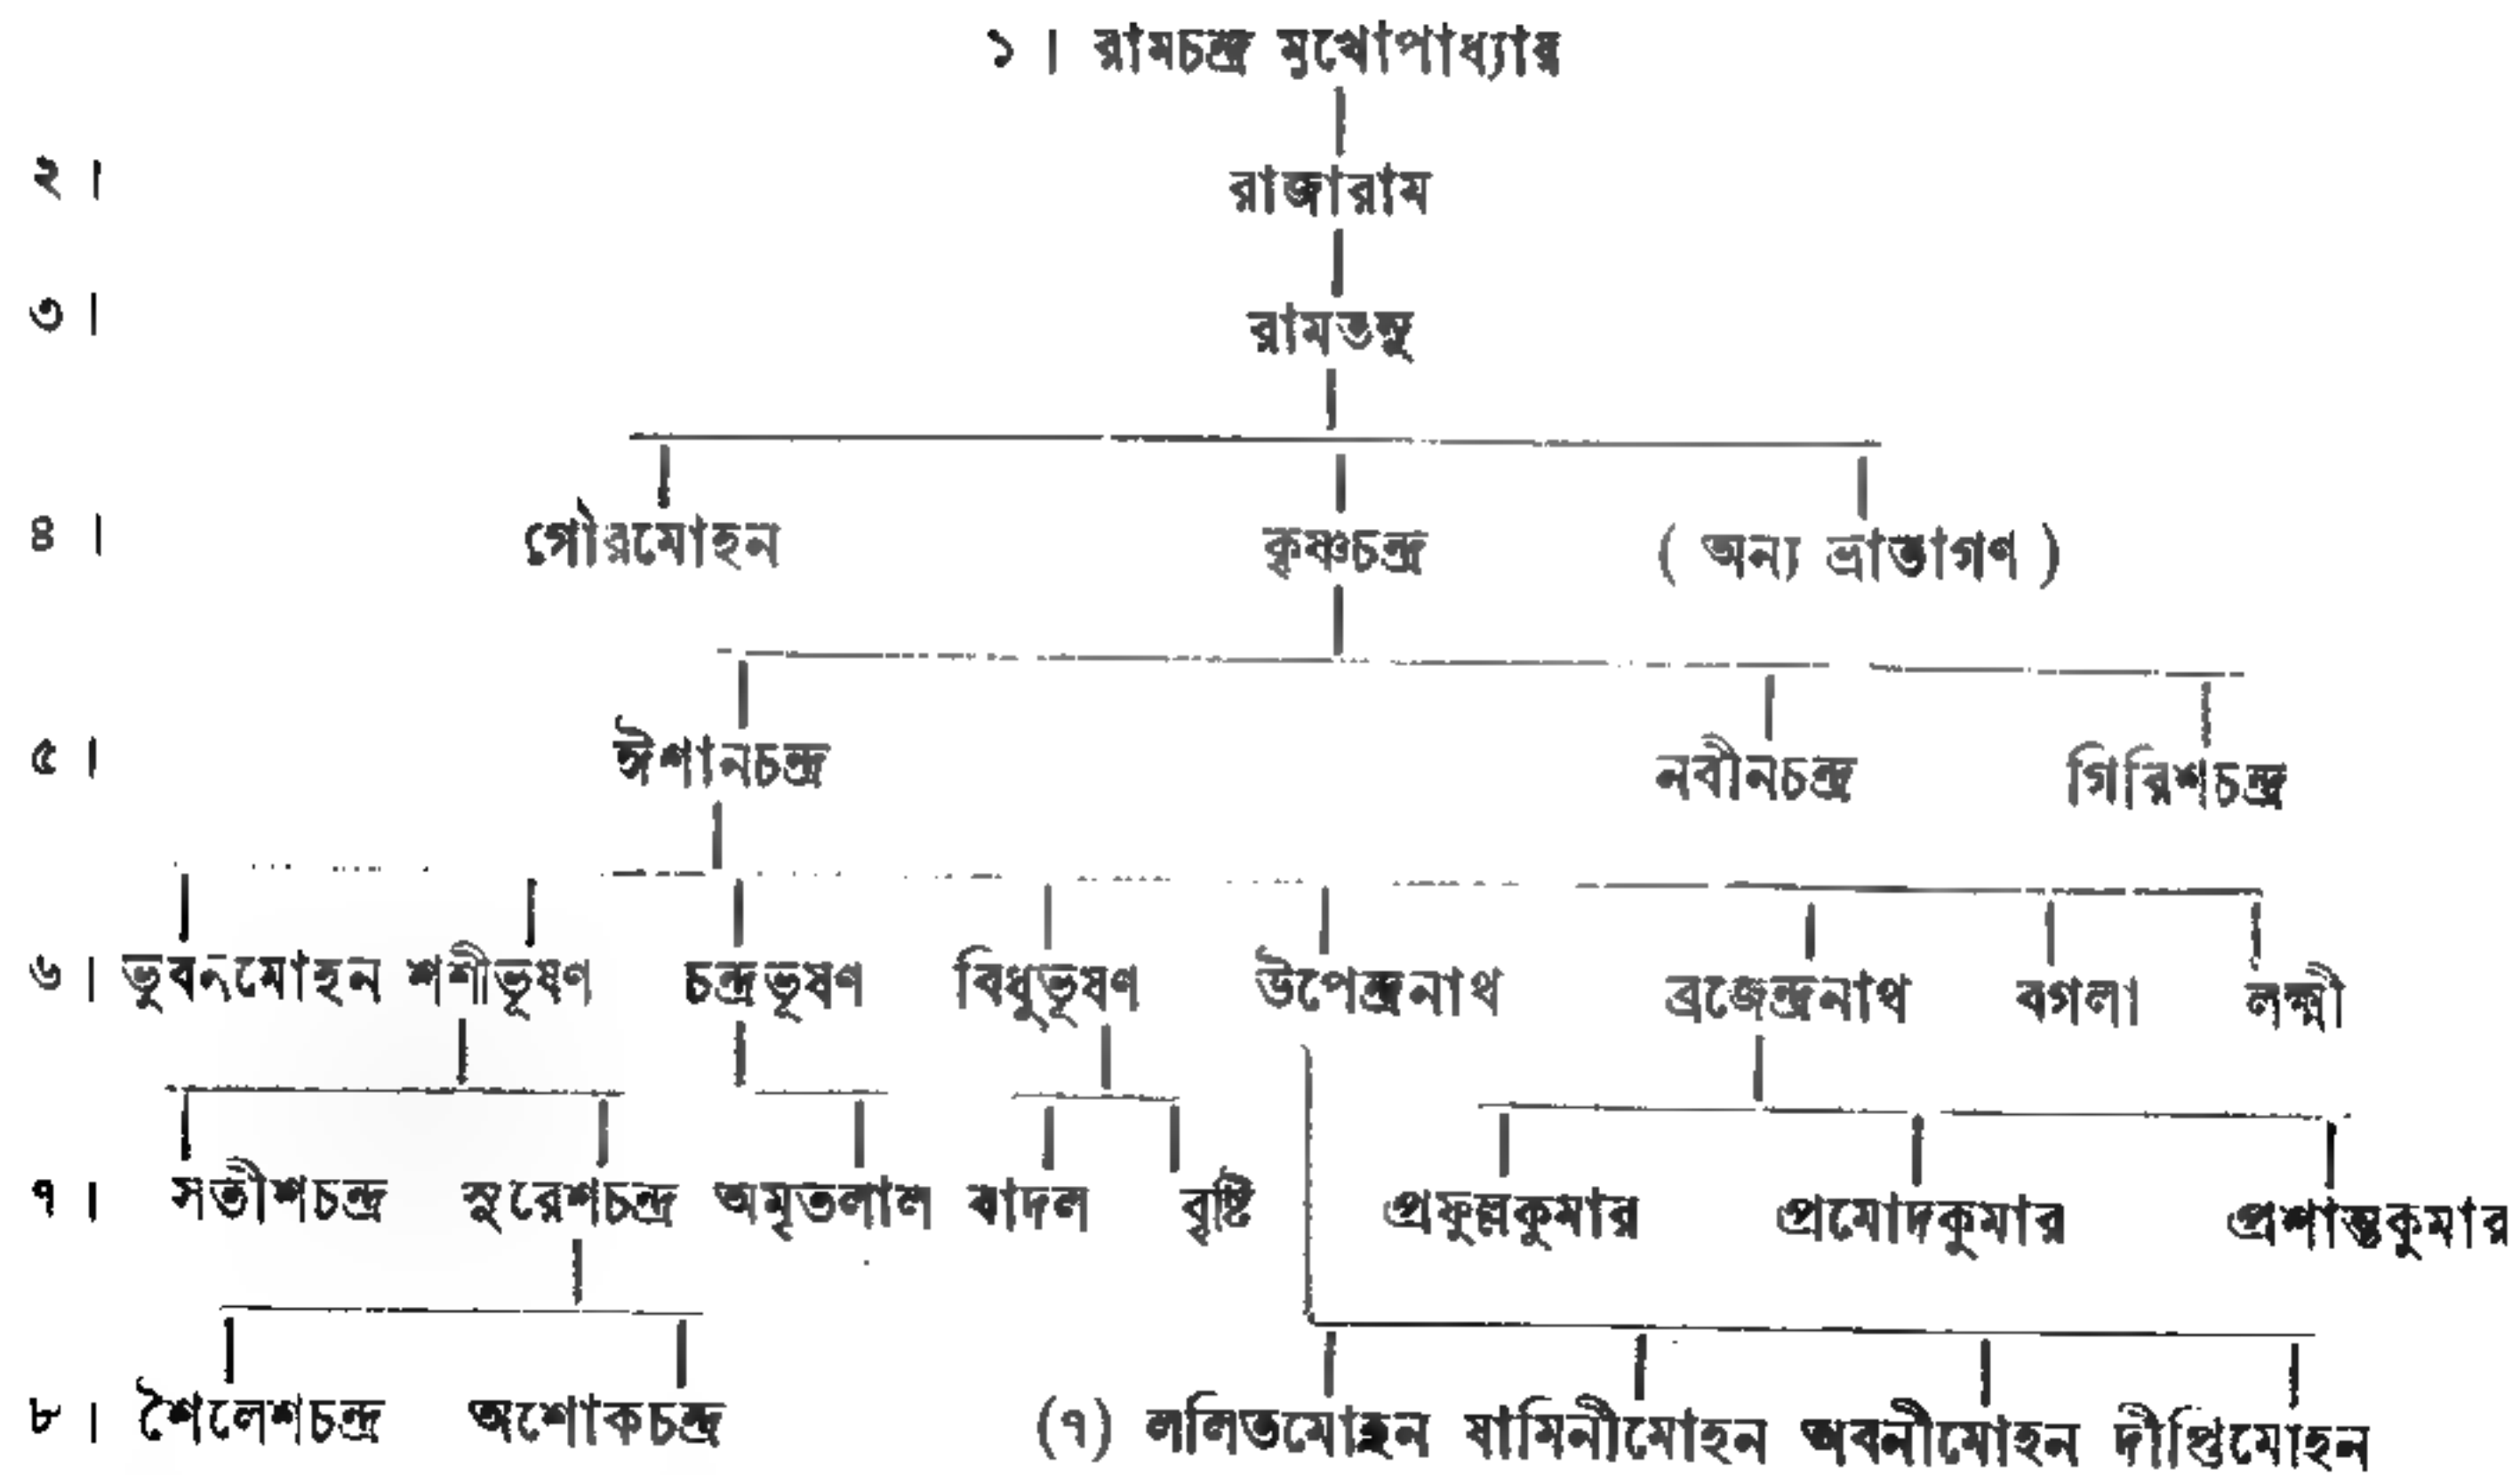 ১। রামচন্দ্র মুখোপাধ্যায়
২। রাজারাম
৩। রামতনু
৪। গৌরমোহন কৃষ্ণচন্দ্র ( অন্য ভ্রাতাগণ )
৫। ঈশানচন্দ্র নবীনচন্দ্র গিরিশচন্দ্র
৬। ভুবনমোহন শশীভূষণ চন্দ্রভূষণ বিধুভূষণ উপেন্দ্রনাথ ব্রজেন্দ্রনাথ বগলা লক্ষ্মী
৭। সতীশচন্দ্র সুরেশচন্দ্র অমৃতলাল বাদল বৃষ্টি প্রফুল্লকুমার প্রমোদকুমার প্রশান্তকুমার
৮। শৈলেশচন্দ্র অশোকচন্দ্র (৭) ললিতমোহন যামিনীমোহন অবনীমোহন দীপ্তিমোহন